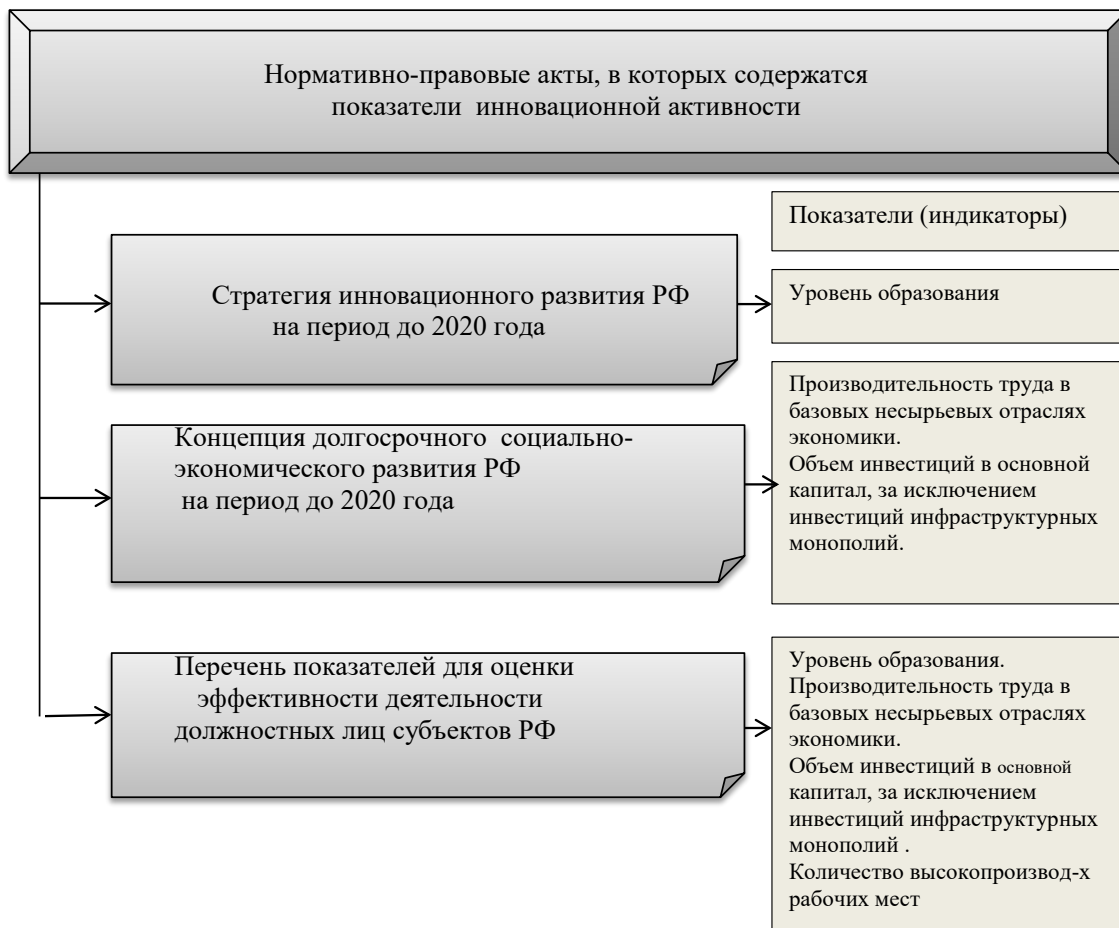 Нормативно-правовые акты, в которых содержатся
показатели инновационной активности
Показатели (индикаторы)
Стратегия инновационного развития РФ
на период до 2020 года
Уровень образования
Концепция долгосрочного социально-
экономического развития РФ
на период до 2020 года
Производительность труда в
базовых несырьевых отраслях
экономики.
Объем инвестиций в основной
капитал, за исключением
инвестиций инфраструктурных
монополий.
Перечень показателей для оценки
эффективности деятельности
должностных лиц субъектов РФ
Уровень образования.
Производительность труда в
базовых несырьевых отраслях
экономики.
Объем инвестиций в основной
капитал, за исключением
инвестиций инфраструктурных
монополий .
Количество высокопроизвод-х
рабочих мест